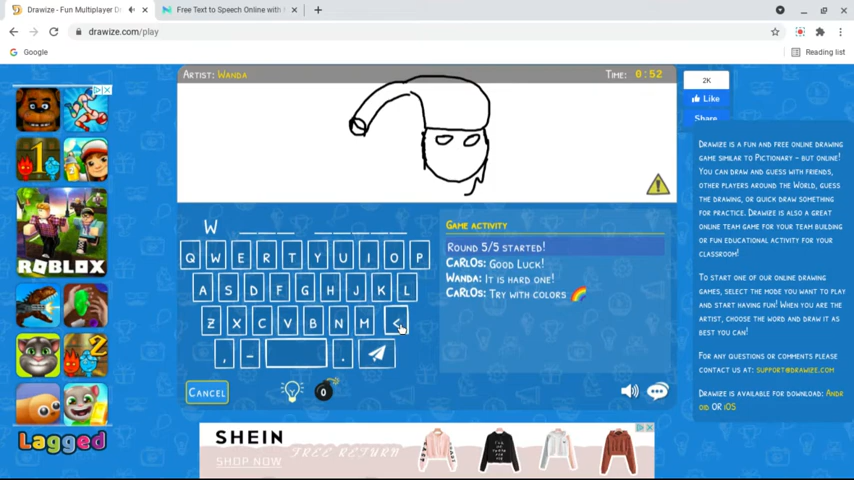 Drawize - Fun Multiplayer D
Free Text to Speech Online with
drawize.com/play
Google
Reading list
ARTIST: WANDA
TIME: 0:52
2K
Like
Share
1
2
ROBLOX
Lagged
W ___ _____
Q W E R T Y U I O P
A S D F G H J K L
Z X C V B N M <
, - .
CANCEL
0
GAME ACTIVITY
ROUND 5/5 STARTED!
CARLOS: GOOD LUCK!
WANDA: IT IS HARD ONE!
CARLOS: TRY WITH COLORS 🌈
DRAWIZE IS A FUN AND FREE ONLINE DRAWING
GAME SIMILAR TO PICTIONARY - BUT ONLINE!
YOU CAN DRAW AND GUESS WITH FRIENDS,
OTHER PLAYERS AROUND THE WORLD, GUESS
THE DRAWING, OR QUICK DRAW SOMETHING
FOR PRACTICE. DRAWIZE IS ALSO A GREAT
ONLINE TEAM GAME FOR YOUR TEAM BUILDING
OR FUN EDUCATIONAL ACTIVITY FOR YOUR
CLASSROOM!
TO START ONE OF OUR ONLINE DRAWING
GAMES, SELECT THE MODE YOU WANT TO PLAY
AND START HAVING FUN! WHEN YOU ARE THE
ARTIST, CHOOSE THE WORD AND DRAW IT AS
BEST YOU CAN!
FOR ANY QUESTIONS OR COMMENTS PLEASE
CONTACT US AT: SUPPORT@DRAWIZE.COM
DRAWIZE IS AVAILABLE FOR DOWNLOAD: ANDR
OID OR IOS
SHEIN
SHOP NOW
FREE RETURN